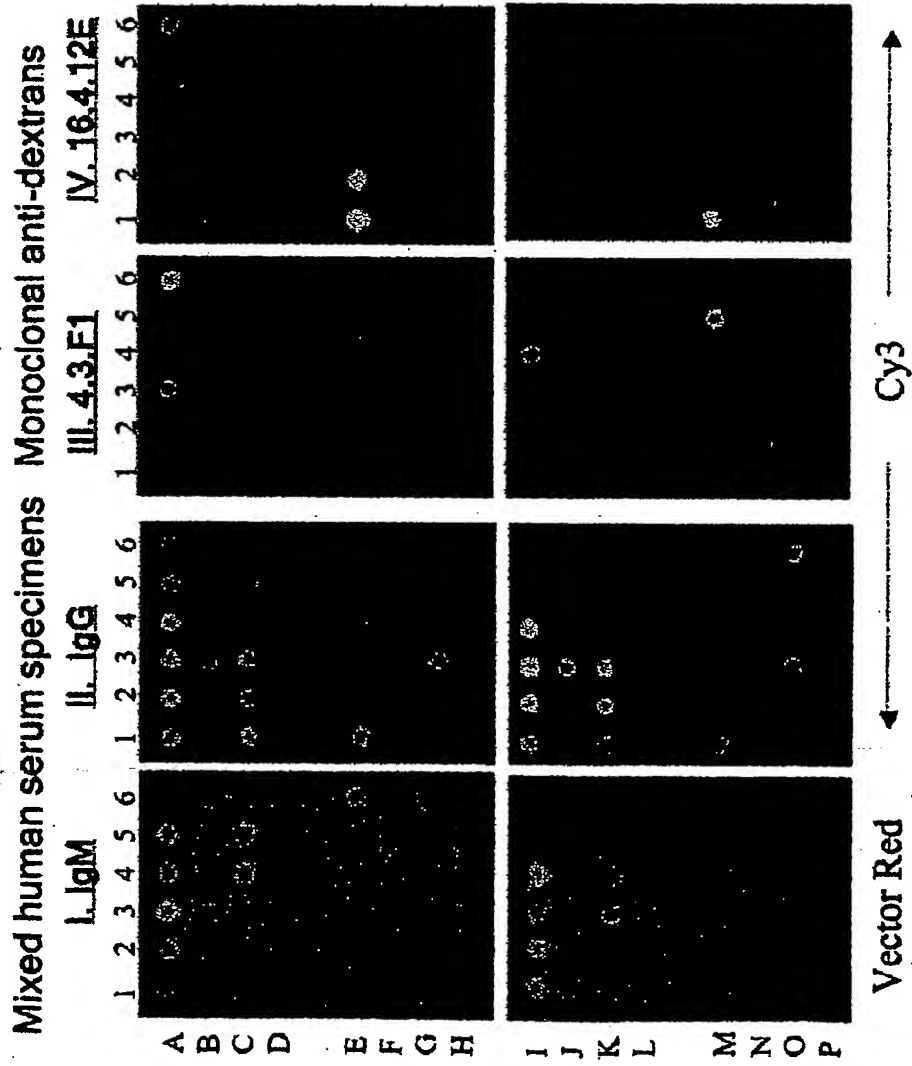 Mixed human serum specimens Monoclonal anti-dextrans
I. IgM II. IgG III. 4.3.F1 IV. 16.4.12E
1 2 3 4 5 6 1 2 3 4 5 6 1 2 3 4 5 6 1 2 3 4 5 6
A
B
C
D
E
F
G
H
I
J
K
L
M
N
O
P
Vector Red Cy3